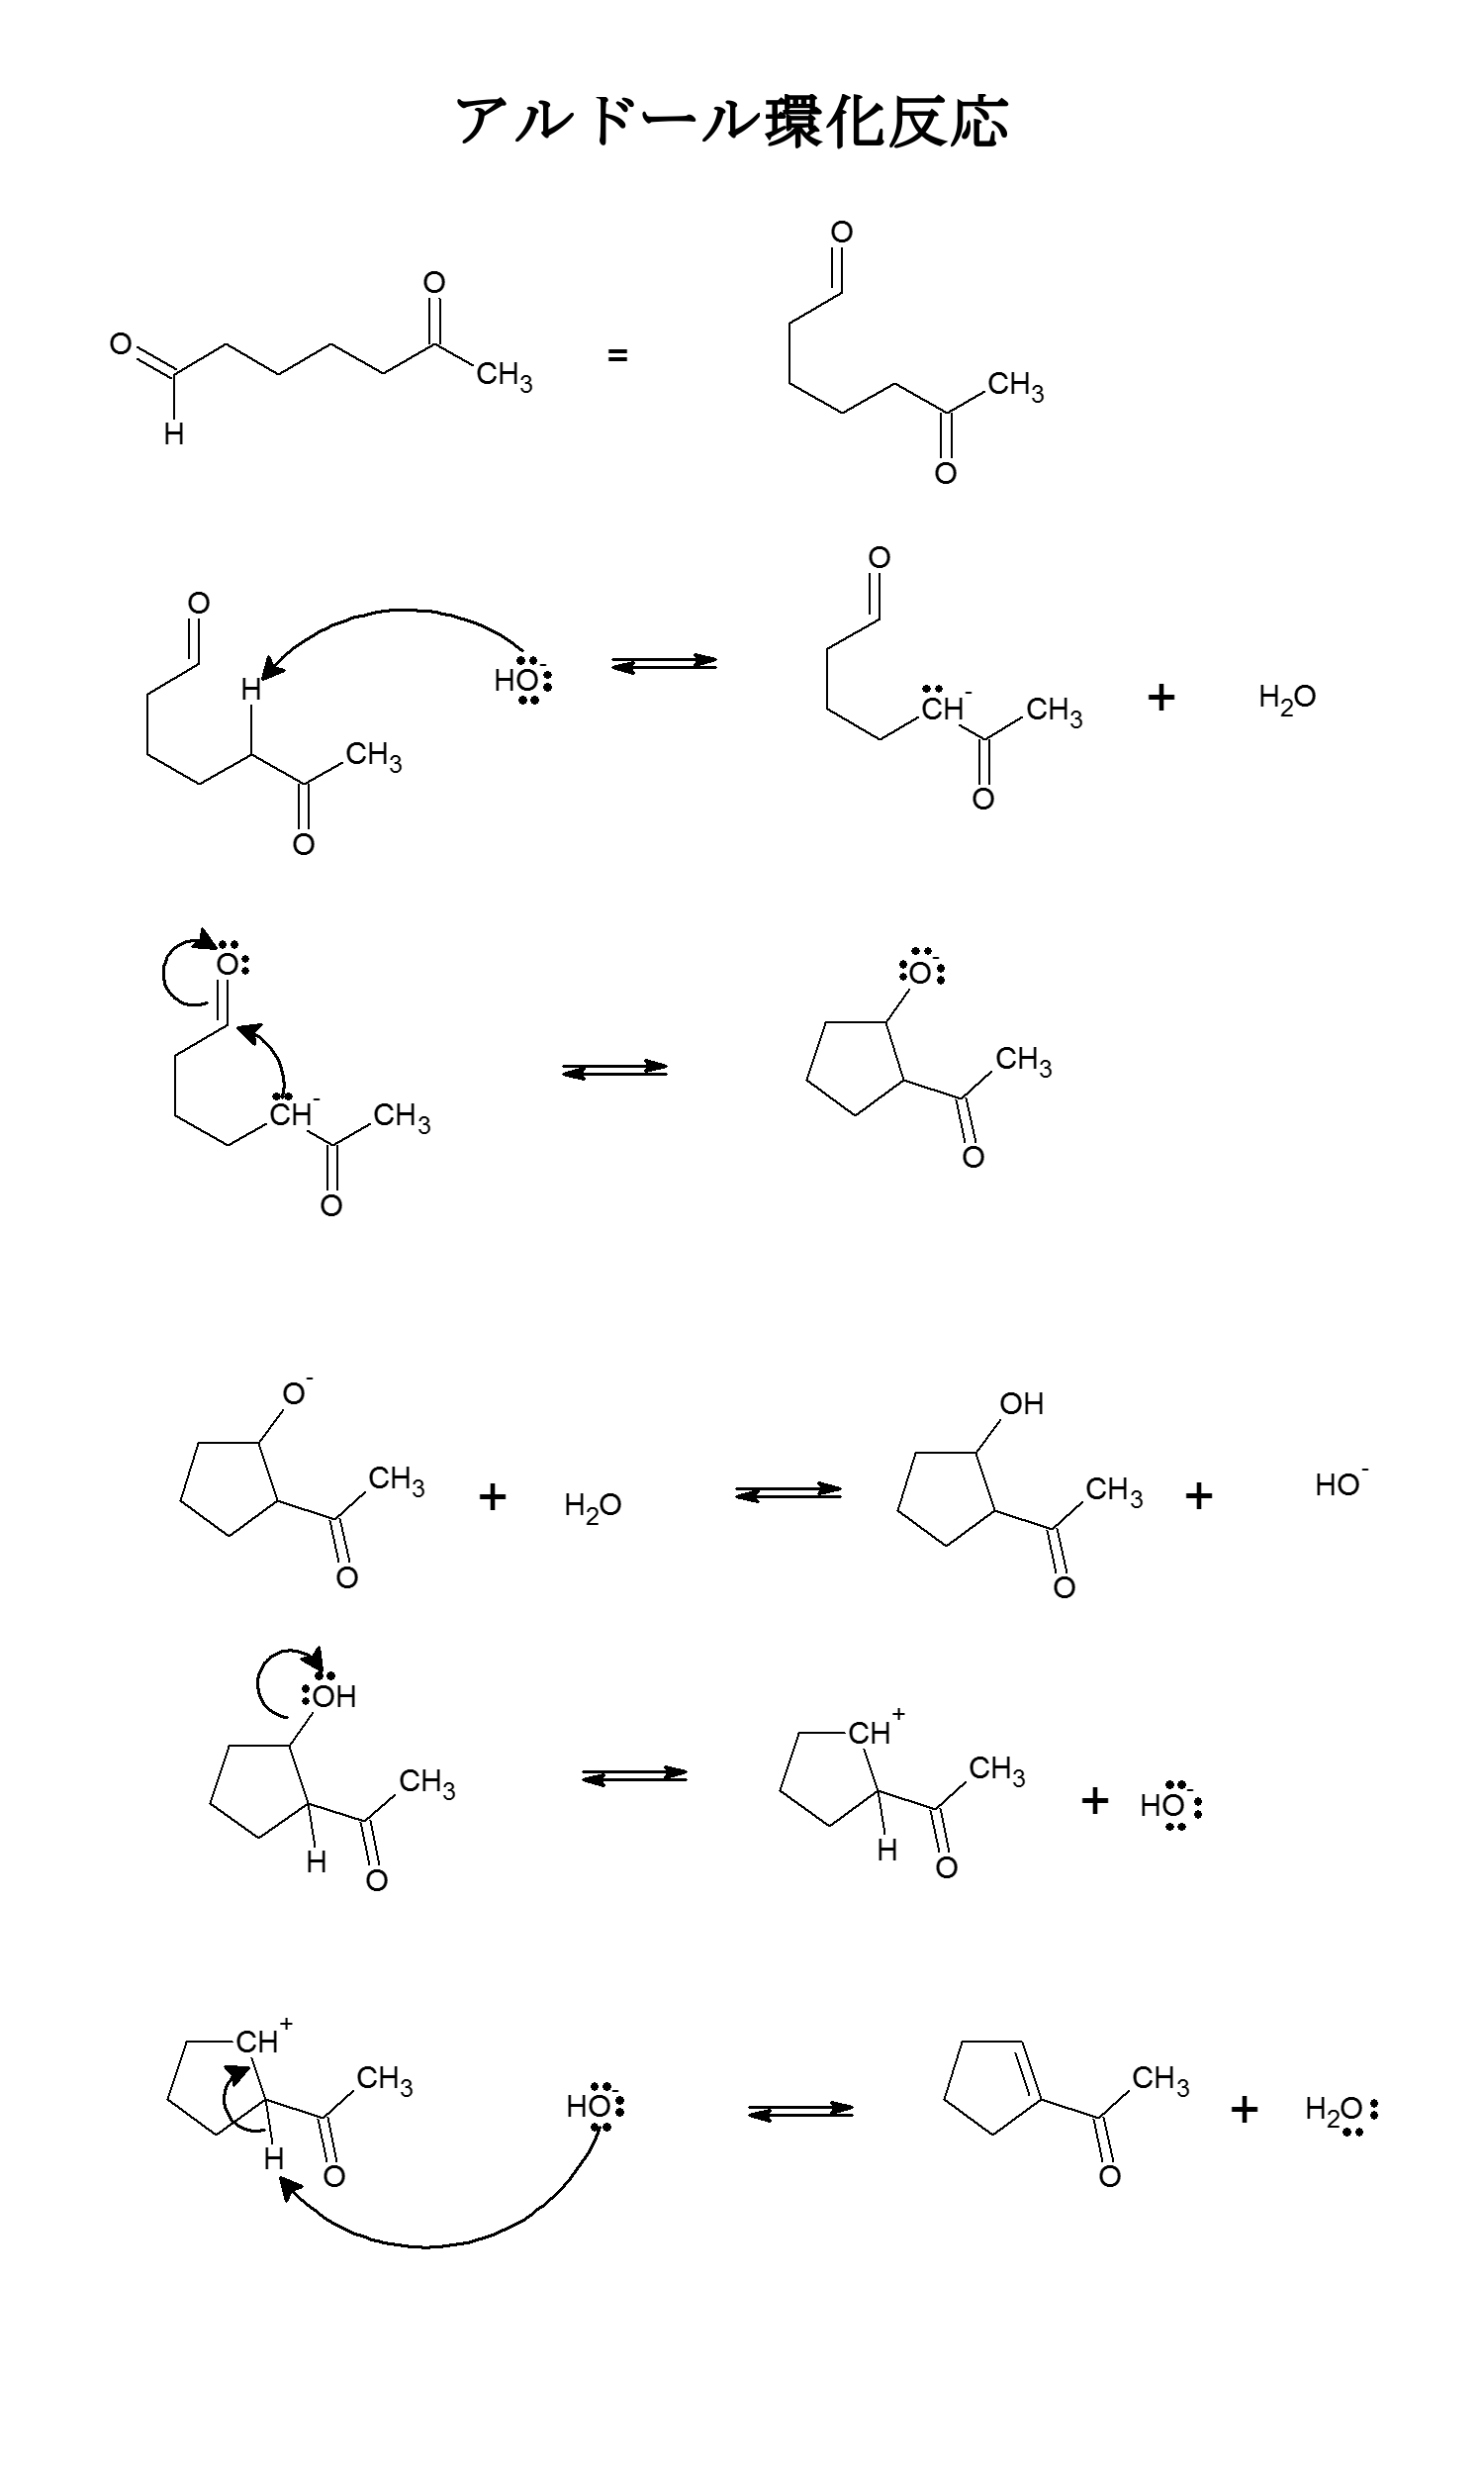 アルドール環化反応
O O
O CH3 = CH3
H O
O O
H HO:- CH:- CH3 + H2O
CH3 O
O
O O-
CH- CH3 CH3
O O
O- OH
CH3 + H2O CH3 + HO-
O O
OH CH+
CH3 CH3 + HO-
H O H O
CH+
CH3 HO- CH3 + H2O
H O O